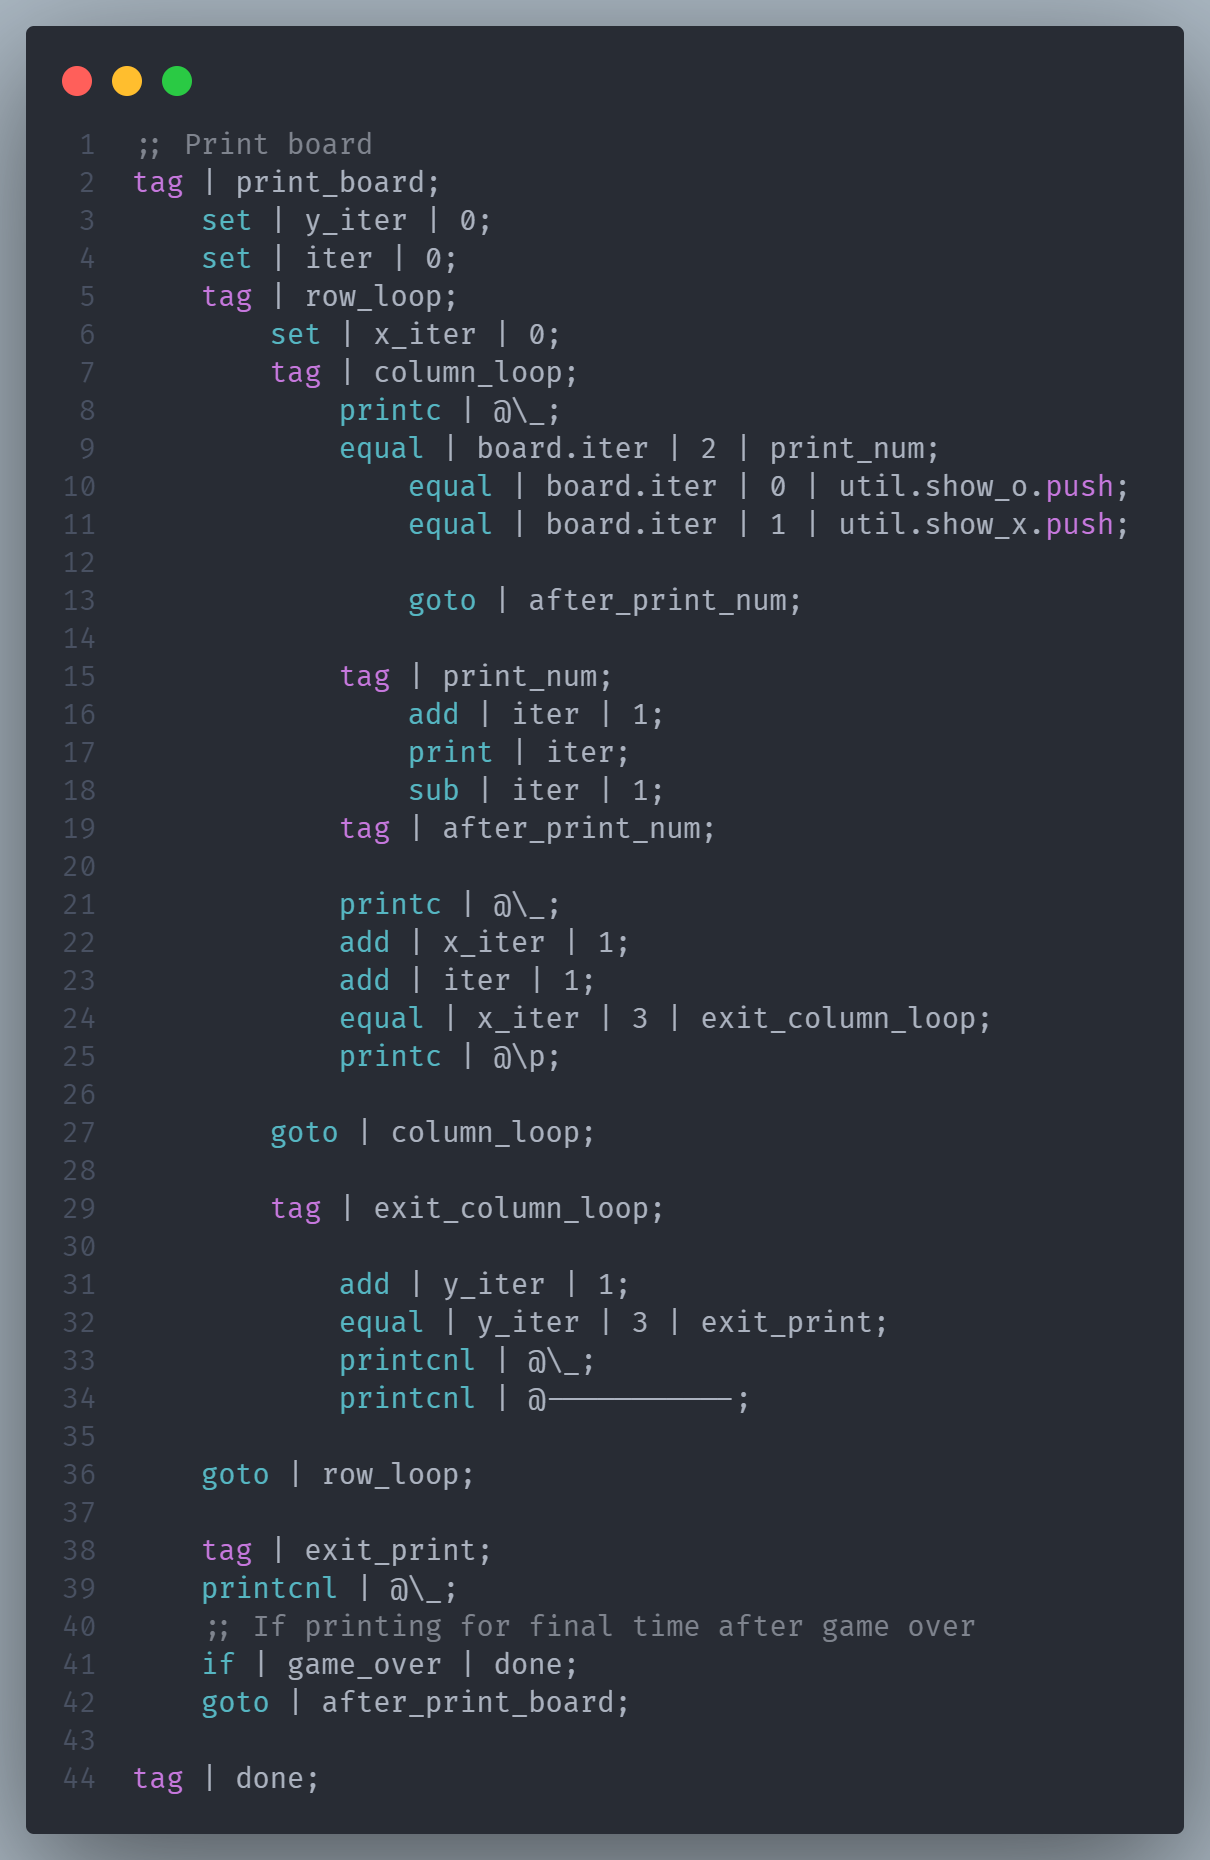 1 ;; Print board
2 tag | print_board;
3     set | y_iter | 0;
4     set | iter | 0;
5     tag | row_loop;
6         set | x_iter | 0;
7         tag | column_loop;
8             printc | @\_;
9             equal | board.iter | 2 | print_num;
10                 equal | board.iter | 0 | util.show_o.push;
11                 equal | board.iter | 1 | util.show_x.push;
12
13                 goto | after_print_num;
14
15             tag | print_num;
16                 add | iter | 1;
17                 print | iter;
18                 sub | iter | 1;
19             tag | after_print_num;
20
21             printc | @\_;
22             add | x_iter | 1;
23             add | iter | 1;
24             equal | x_iter | 3 | exit_column_loop;
25             printc | @\p;
26
27         goto | column_loop;
28
29         tag | exit_column_loop;
30
31             add | y_iter | 1;
32             equal | y_iter | 3 | exit_print;
33             printcnl | @\_;
34             printcnl | @-----------;
35
36     goto | row_loop;
37
38     tag | exit_print;
39     printcnl | @\_;
40     ;; If printing for final time after game over
41     if | game_over | done;
42     goto | after_print_board;
43
44 tag | done;